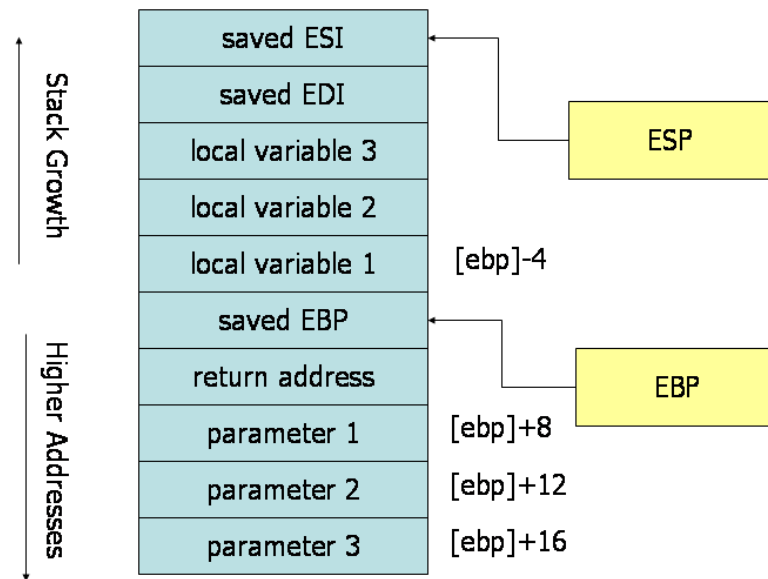 saved ESI
saved EDI
ESP
local variable 3
local variable 2
local variable 1
[ebp]-4
saved EBP
return address
EBP
parameter 1
[ebp]+8
parameter 2
[ebp]+12
parameter 3
[ebp]+16
Stack Growth
Higher Addresses